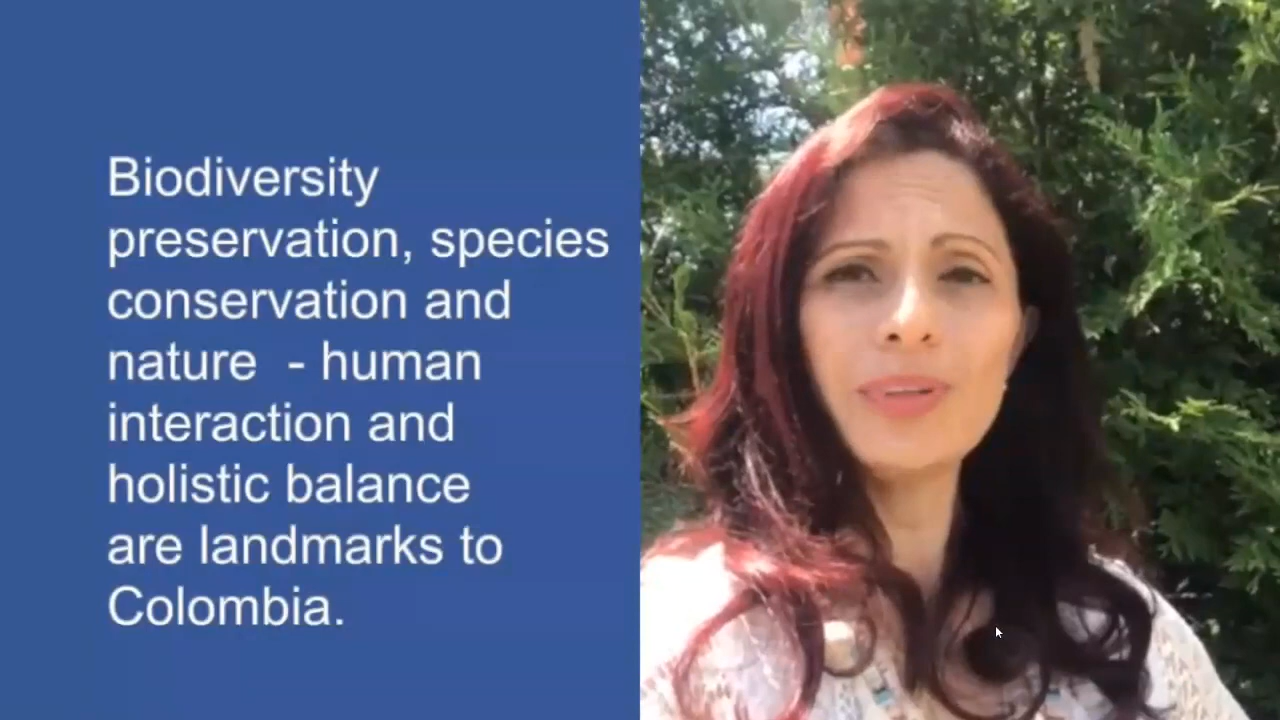 Biodiversity
preservation, species
conservation and
nature  - human
interaction and
holistic balance
are landmarks to
Colombia.